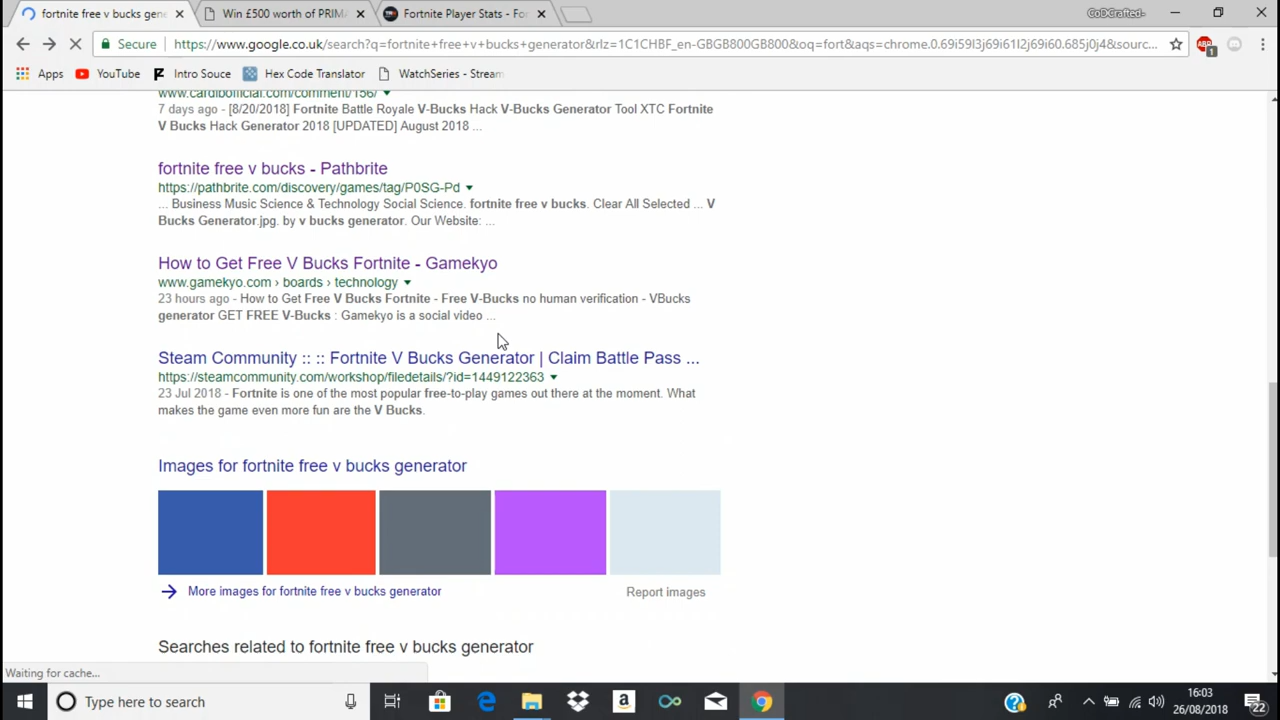 fortnite free v bucks gene
Win £500 worth of PRIM
Fortnite Player Stats - For
CoDCrafted-
Secure
https://www.google.co.uk/search?q=fortnite+free+v+bucks+generator&rlz=1C1CHBF_en-GBGB800GB800&oq=fort&aqs=chrome.0.69i59l3j69i61l2j69i60.685j0j4&sourc...
Apps
YouTube
Intro Souce
Hex Code Translator
WatchSeries - Stream
www.cardibofficial.com/comment/156/
7 days ago - [8/20/2018] Fortnite Battle Royale V-Bucks Hack V-Bucks Generator Tool XTC Fortnite
V Bucks Hack Generator 2018 [UPDATED] August 2018 ...
fortnite free v bucks - Pathbrite
https://pathbrite.com/discovery/games/tag/P0SG-Pd
... Business Music Science & Technology Social Science. fortnite free v bucks. Clear All Selected ... V
Bucks Generator.jpg. by v bucks generator. Our Website: ...
How to Get Free V Bucks Fortnite - Gamekyo
www.gamekyo.com › boards › technology
23 hours ago - How to Get Free V Bucks Fortnite - Free V-Bucks no human verification - VBucks
generator GET FREE V-Bucks : Gamekyo is a social video ...
Steam Community :: :: Fortnite V Bucks Generator | Claim Battle Pass ...
https://steamcommunity.com/workshop/filedetails/?id=1449122363
23 Jul 2018 - Fortnite is one of the most popular free-to-play games out there at the moment. What
makes the game even more fun are the V Bucks.
Images for fortnite free v bucks generator
More images for fortnite free v bucks generator
Report images
Searches related to fortnite free v bucks generator
Waiting for cache...
Type here to search
16:03
26/08/2018
22